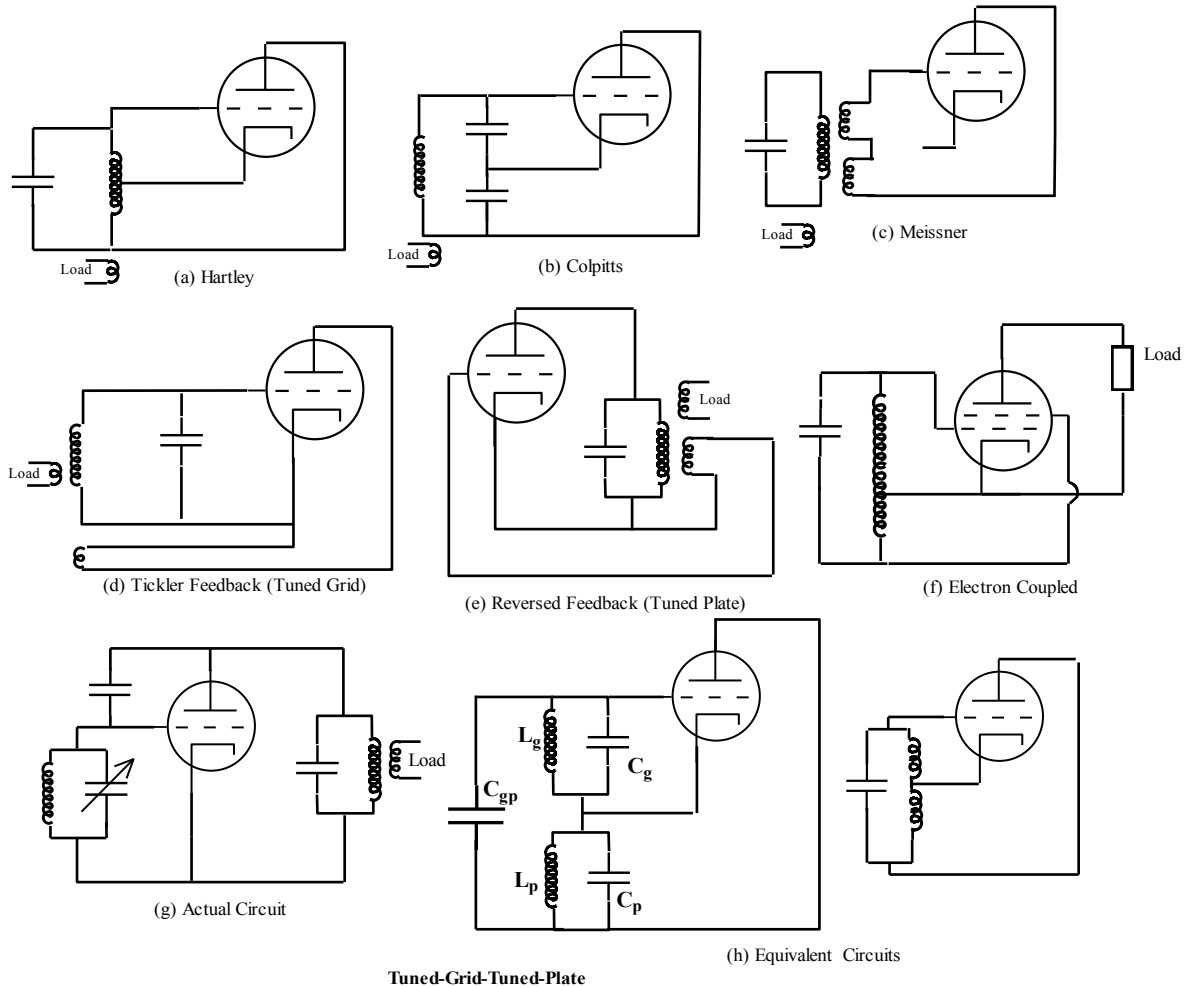 Load
(a) Hartley
Load
(b) Colpitts
Load
(c) Meissner
Load
(d) Tickler Feedback (Tuned Grid)
Load
(e) Reversed Feedback (Tuned Plate)
Load
(f) Electron Coupled
Load
(g) Actual Circuit
Lg
Cg
Cgp
Lp
Cp
(h) Equivalent Circuits
Tuned-Grid-Tuned-Plate